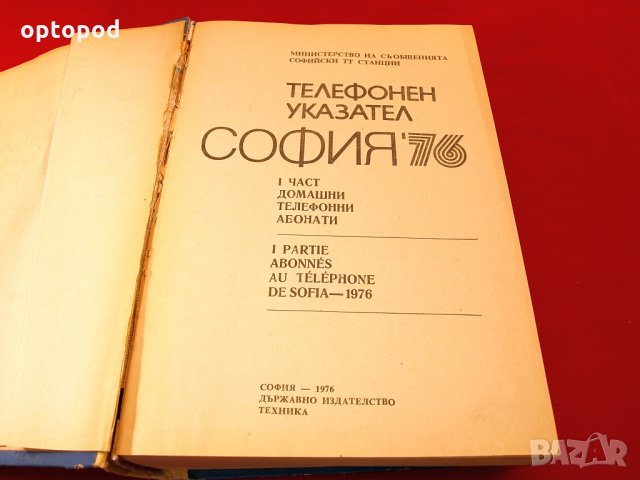 optopod
МИНИСТЕРСТВО НА СЪОБЩЕНИЯТА
СОФИЙСКИ ТТ СТАНЦИИ
ТЕЛЕФОНЕН
УКАЗАТЕЛ
СОФИЯ '76
I ЧАСТ
ДОМАШНИ
ТЕЛЕФОННИ
АБОНАТИ
I PARTIE
ABONNÉS
AU TÉLÉPHONE
DE SOFIA—1976
СОФИЯ — 1976
ДЪРЖАВНО ИЗДАТЕЛСТВО
ТЕХНИКА
BAZAR